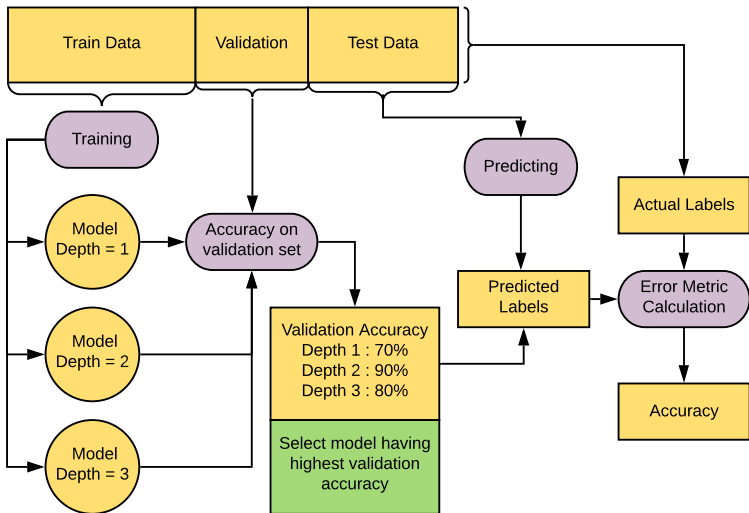 Train Data
Validation
Test Data
Training
Predicting
Actual Labels
Model
Depth = 1
Accuracy on
validation set
Predicted
Labels
Error Metric
Calculation
Model
Depth = 2
Validation Accuracy
Depth 1 : 70%
Depth 2 : 90%
Depth 3 : 80%
Accuracy
Model
Depth = 3
Select model having
highest validation
accuracy